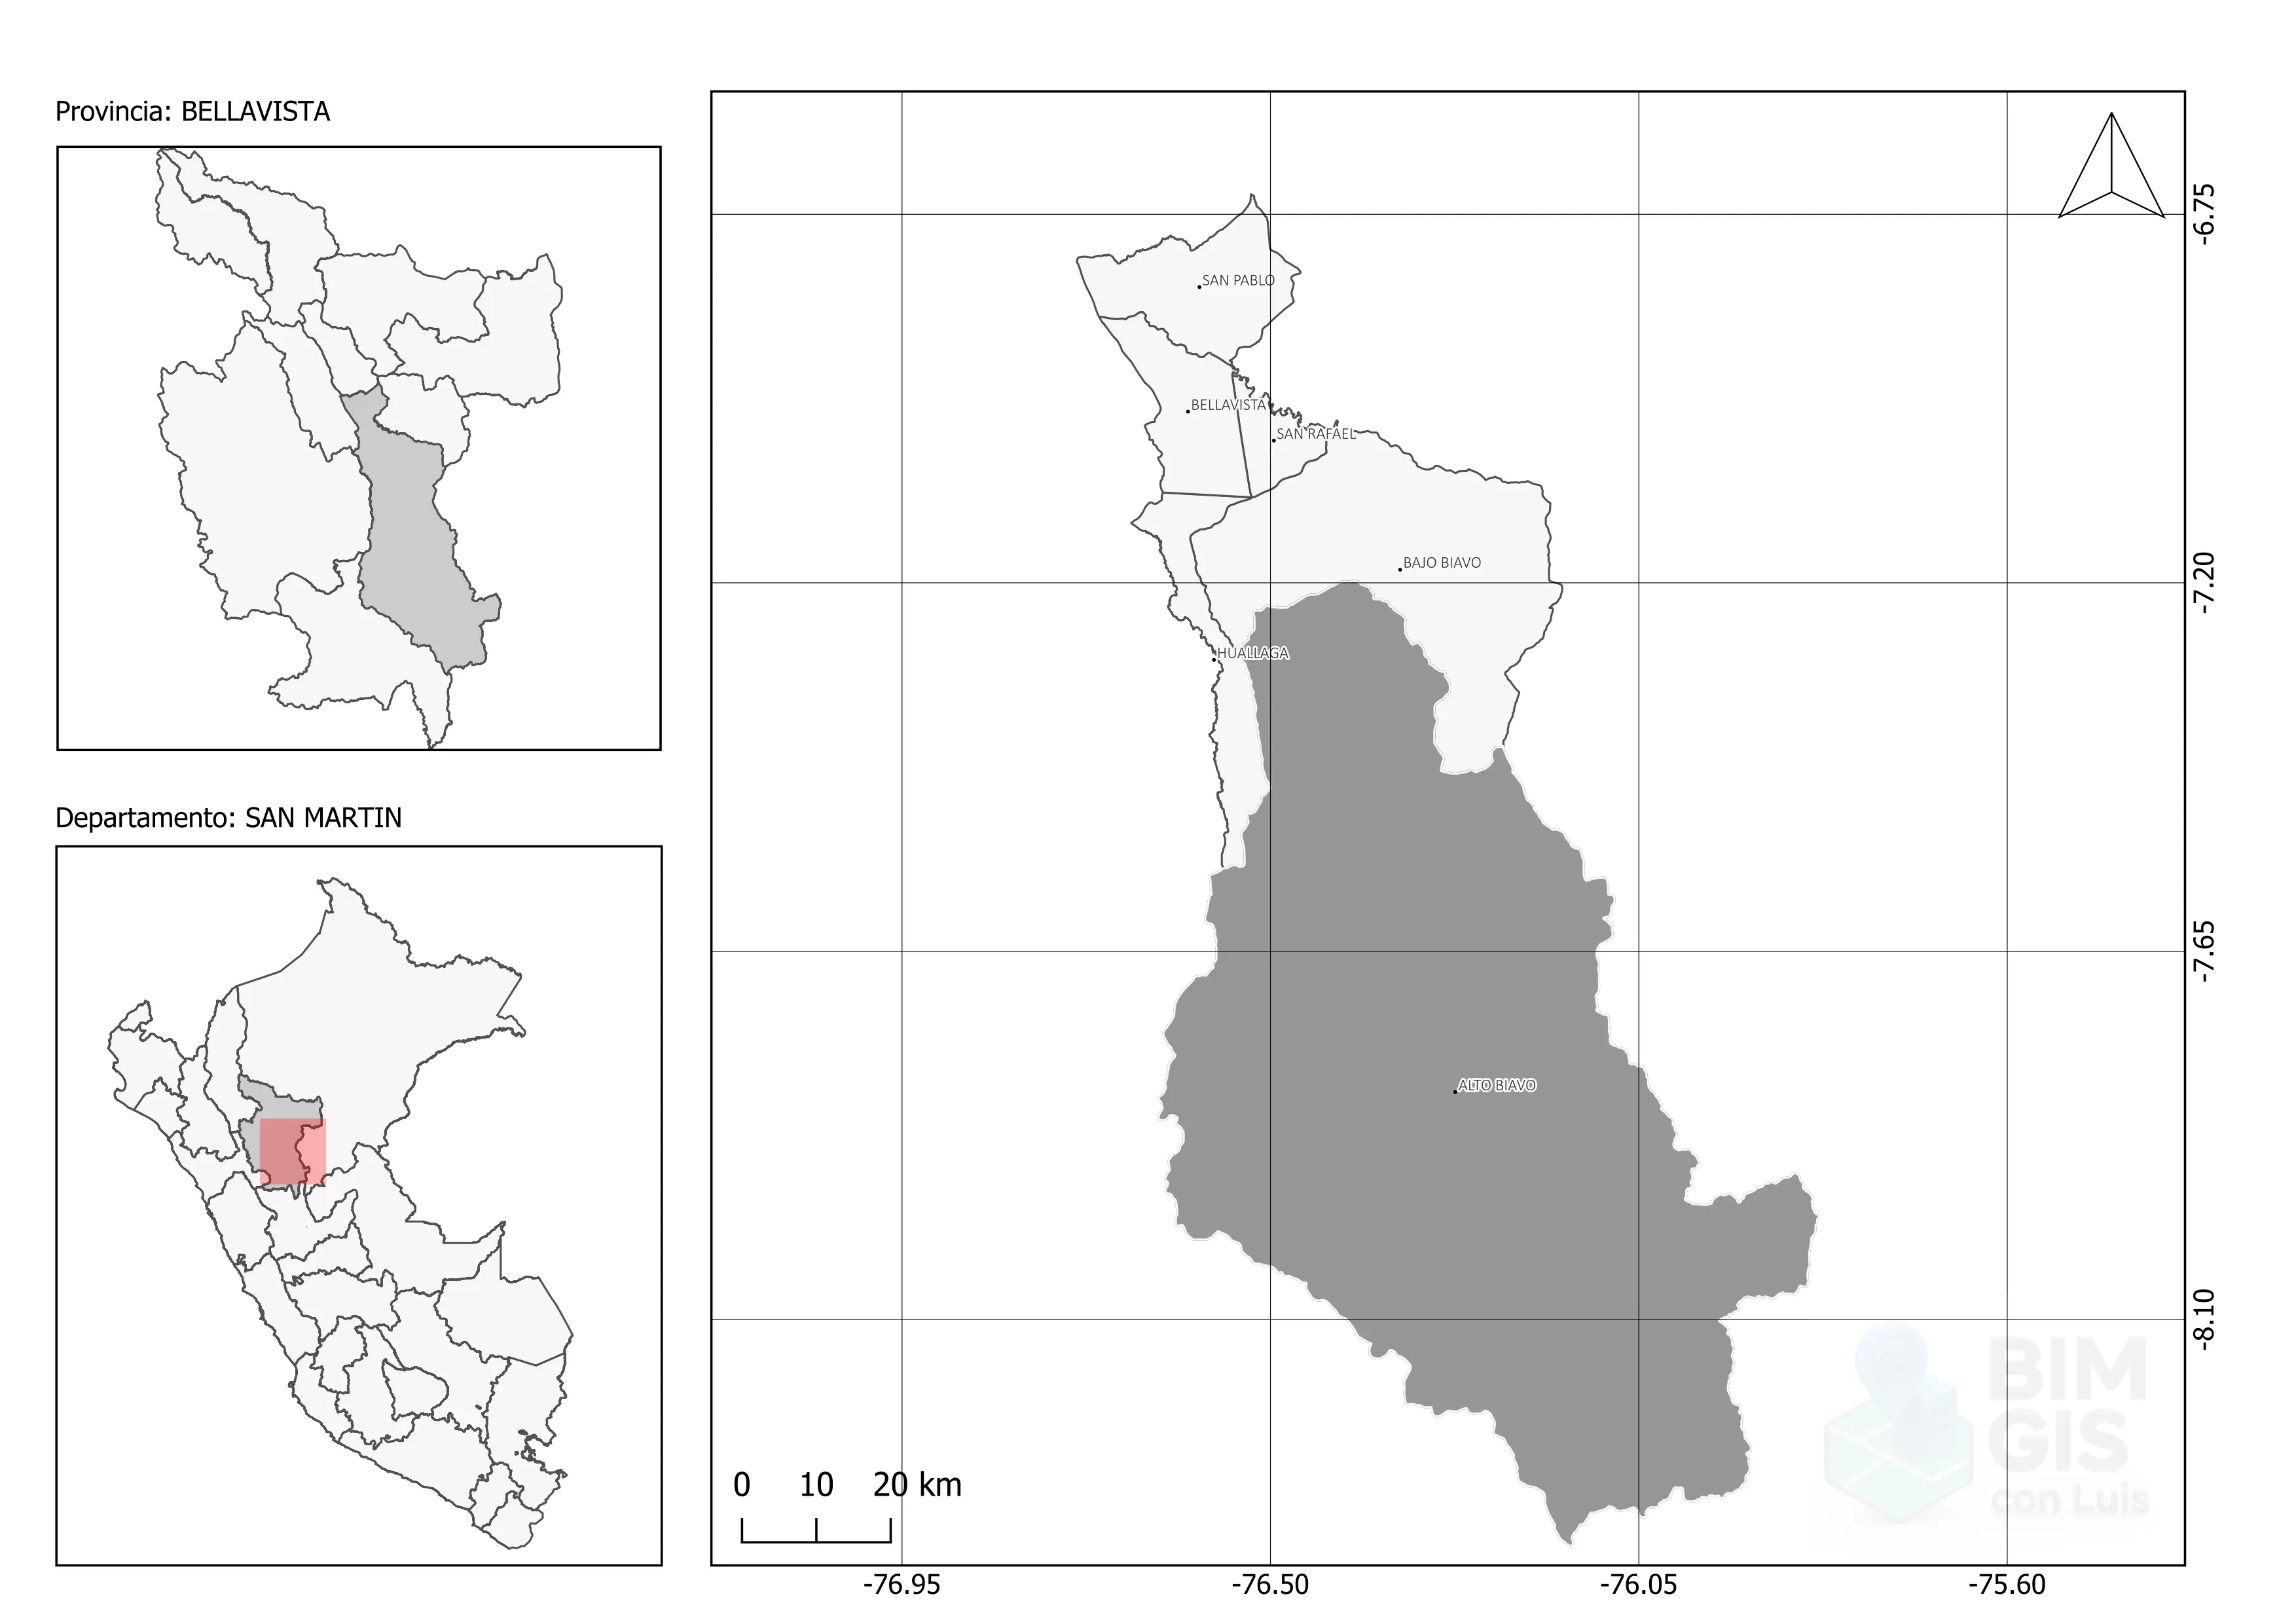 Provincia: BELLAVISTA
Departamento: SAN MARTIN
SAN PABLO
BELLAVISTA
SAN RAFAEL
BAJO BIAVO
HUALLAGA
ALTO BIAVO
-6.75
-7.20
-7.65
-8.10
0 10 20 km
-76.95 -76.50 -76.05 -75.60
BIM
GIS
con Luis